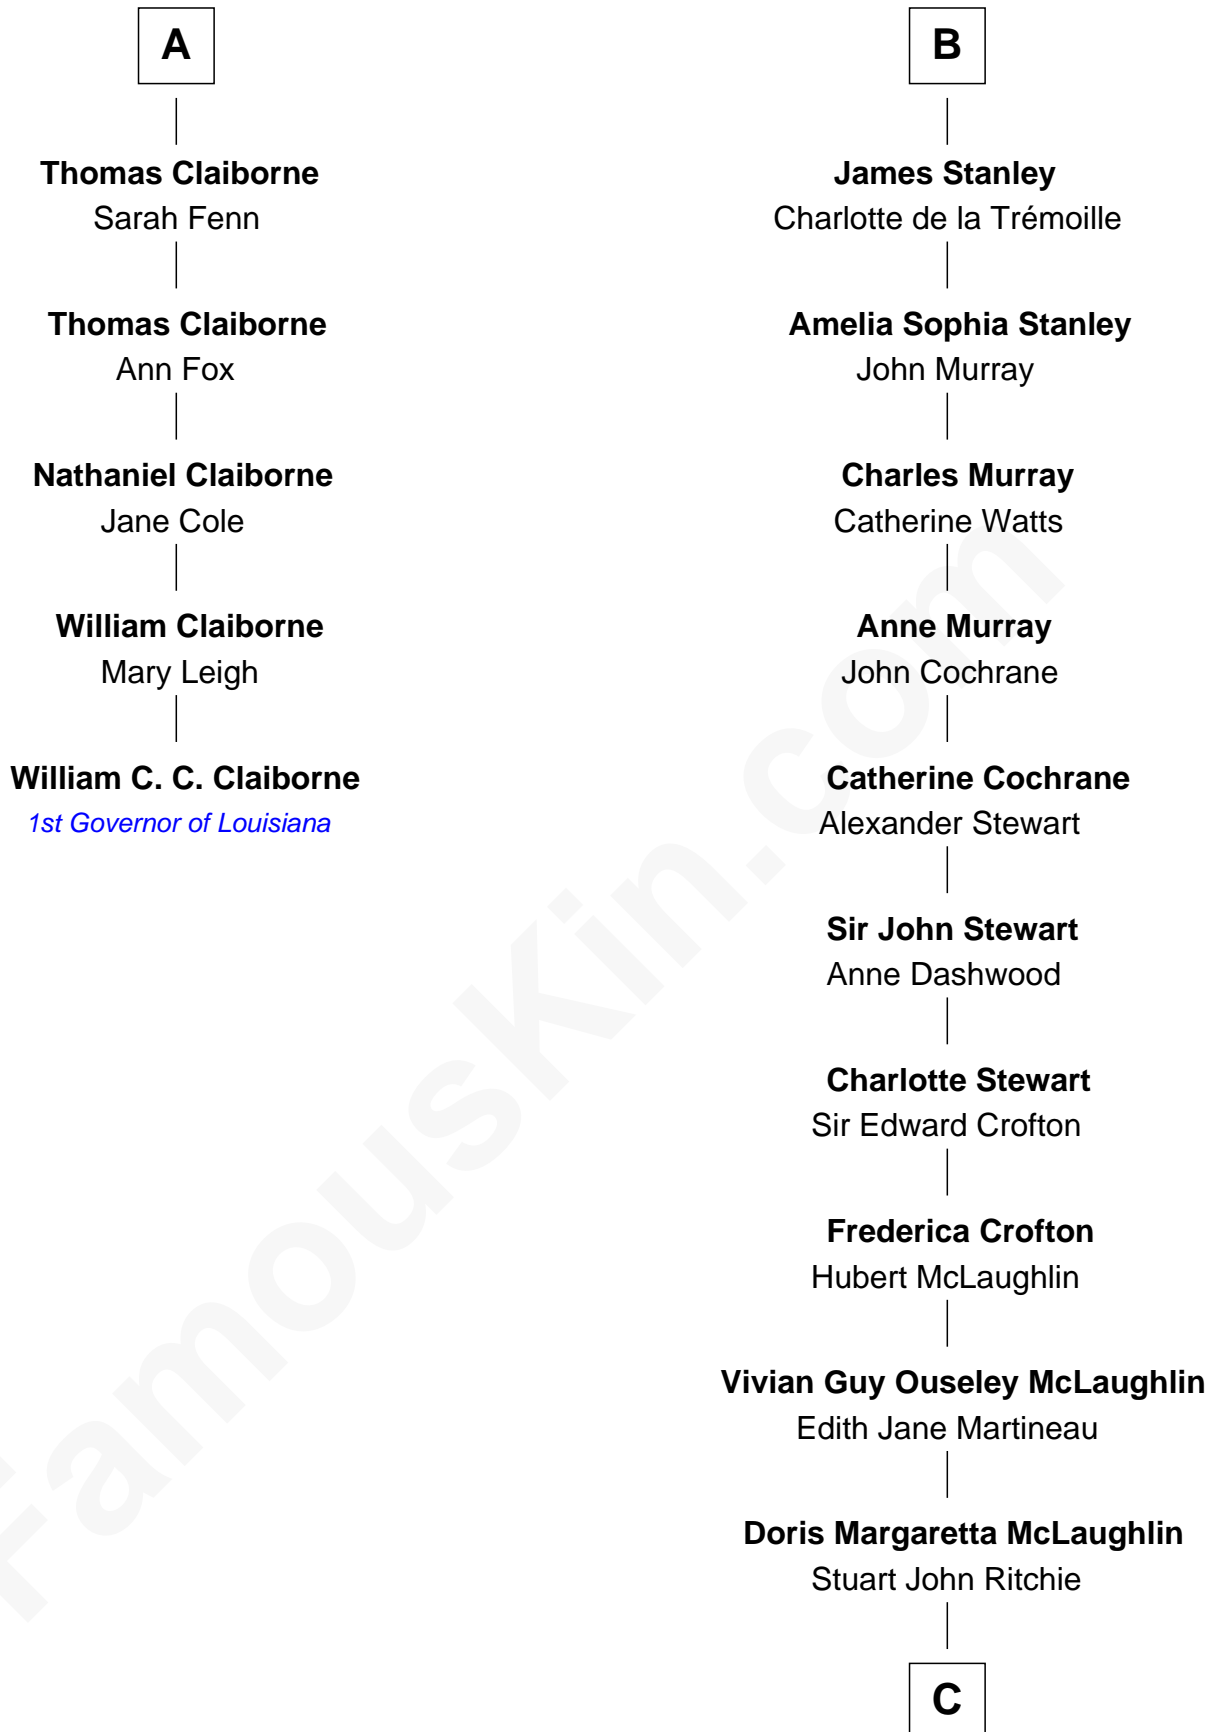 A
Thomas Claiborne
Sarah Fenn
Thomas Claiborne
Ann Fox
Nathaniel Claiborne
Jane Cole
William Claiborne
Mary Leigh
William C. C. Claiborne
1st Governor of Louisiana
B
James Stanley
Charlotte de la Trémoille
Amelia Sophia Stanley
John Murray
Charles Murray
Catherine Watts
Anne Murray
John Cochrane
Catherine Cochrane
Alexander Stewart
Sir John Stewart
Anne Dashwood
Charlotte Stewart
Sir Edward Crofton
Frederica Crofton
Hubert McLaughlin
Vivian Guy Ouseley McLaughlin
Edith Jane Martineau
Doris Margaretta McLaughlin
Stuart John Ritchie
C
FamousKin.com